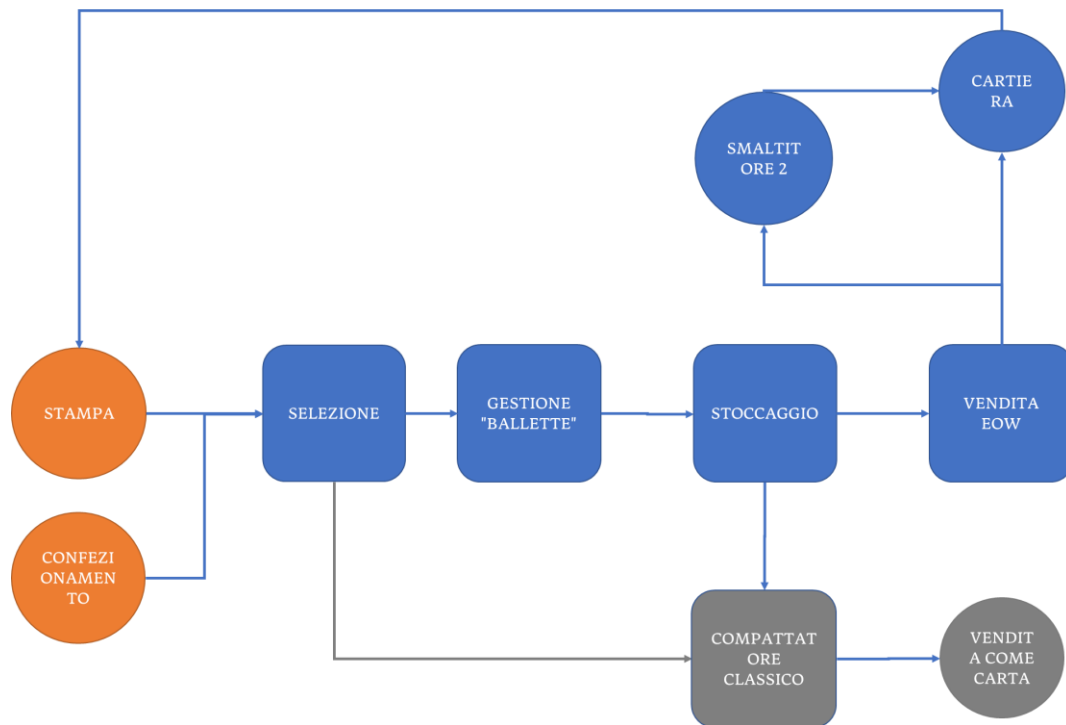 CARTIE
RA
SMALTIT
ORE 2
STAMPA
SELEZIONE
GESTIONE
"BALLETTE"
STOCCAGGIO
VENDITA
EOW
CONFEZI
ONAMEN
TO
COMPATTAT
ORE
CLASSICO
VENDIT
A COME
CARTA